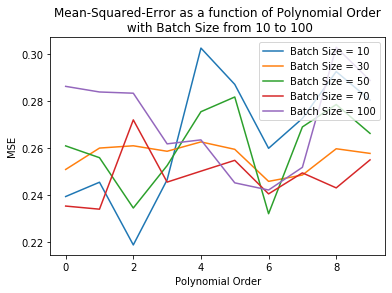 Mean-Squared-Error as a function of Polynomial Order
with Batch Size from 10 to 100
MSE
0.30
0.28
0.26
0.24
0.22
Batch Size = 10
Batch Size = 30
Batch Size = 50
Batch Size = 70
Batch Size = 100
0
2
4
6
8
Polynomial Order